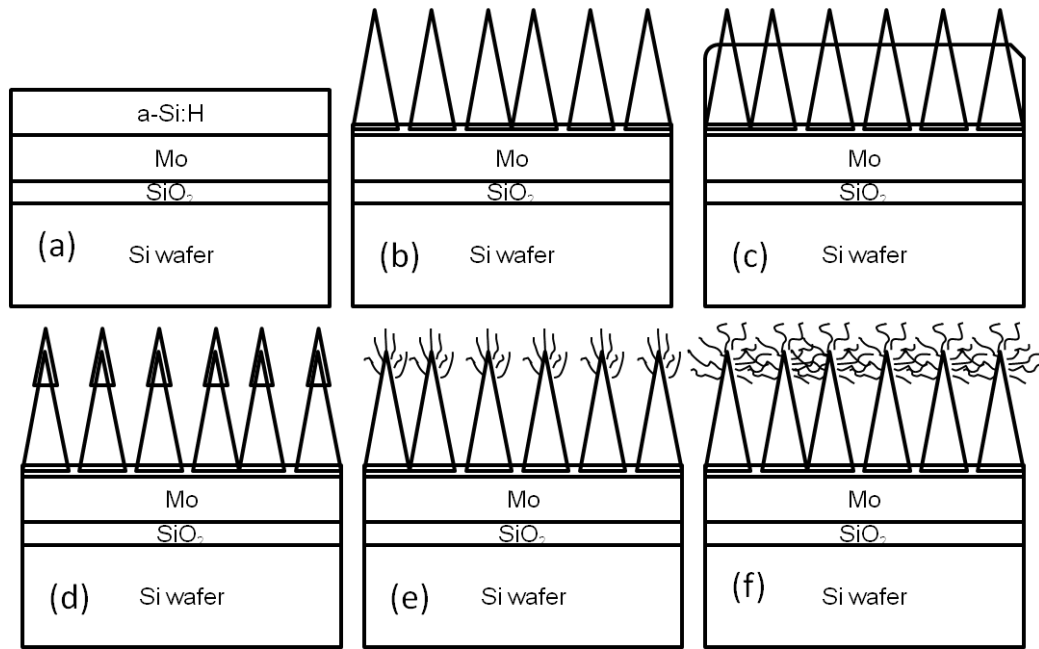 a-Si:H
Mo
SiO₂
(a) Si wafer
Mo
SiO₂
(b) Si wafer
Mo
SiO₂
(c) Si wafer
Mo
SiO₂
(d) Si wafer
Mo
SiO₂
(e) Si wafer
Mo
SiO₂
(f) Si wafer